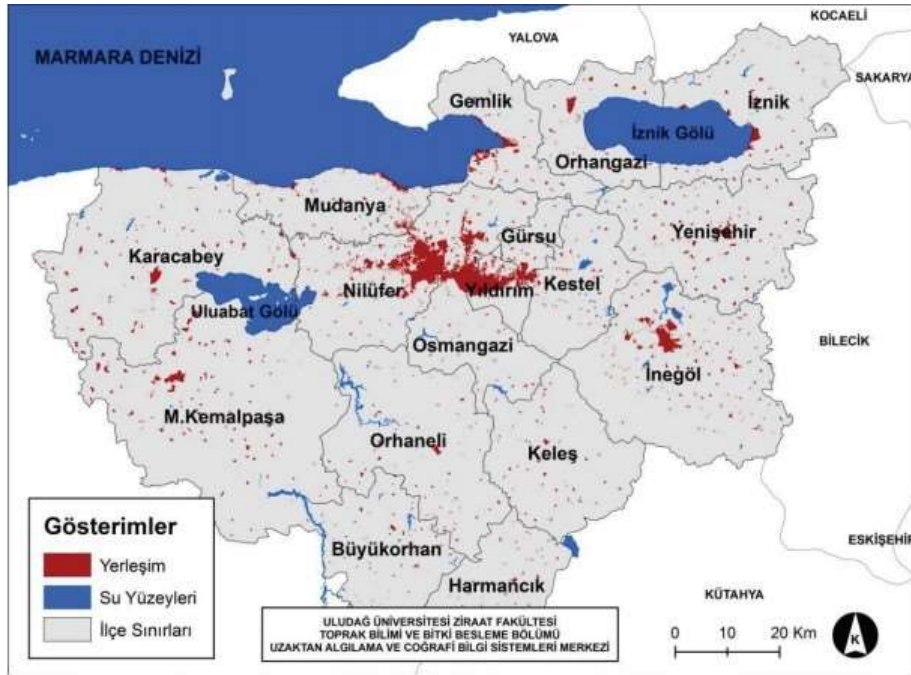 KOCAELİ
YALOVA
MARMARA DENİZİ
SAKARYA
Gemlik
İznik
İznik Gölü
Orhangazi
Mudanya
Gürsu
Yenişehir
Karacabey
Nilüfer
Yıldırım
Kestel
Uluabat Gölü
Osmangazi
BİLECİK
İnegöl
M.Kemalpaşa
Orhaneli
Keleş
Gösterimler
Yerleşim
Su Yüzeyleri
İlçe Sınırları
Büyükorhan
Harmancık
ESKİŞEHİR
KÜTAHYA
ULUDAĞ ÜNİVERSİTESİ ZİRAAT FAKÜLTESİ
TOPRAK BİLİMİ VE BİTKİ BESLEME BÖLÜMÜ
UZAKTAN ALGILAMA VE COĞRAFİ BİLGİ SİSTEMLERİ MERKEZİ
0 10 20 Km
K